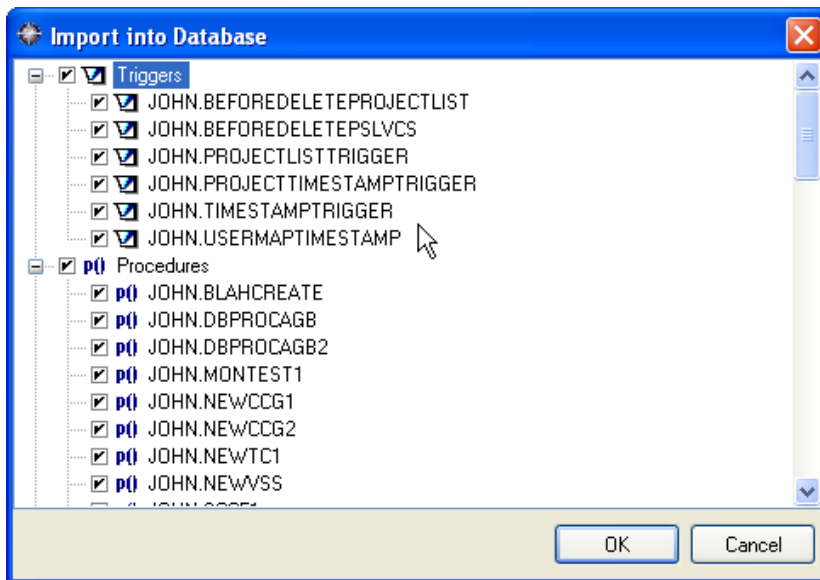 Import into Database
Triggers
JOHN.BEFOREDELETEPROJECTLIST
JOHN.BEFOREDELETEPSLVCS
JOHN.PROJECTLISTTRIGGER
JOHN.PROJECTTIMESTAMPTRIGGER
JOHN.TIMESTAMPTRIGGER
JOHN.USERMAPTIMESTAMP
p() Procedures
p() JOHN.BLAHCREATE
p() JOHN.DBPROCAGB
p() JOHN.DBPROCAGB2
p() JOHN.MONTEST1
p() JOHN.NEWCCG1
p() JOHN.NEWCCG2
p() JOHN.NEWTC1
p() JOHN.NEWVSS
OK Cancel